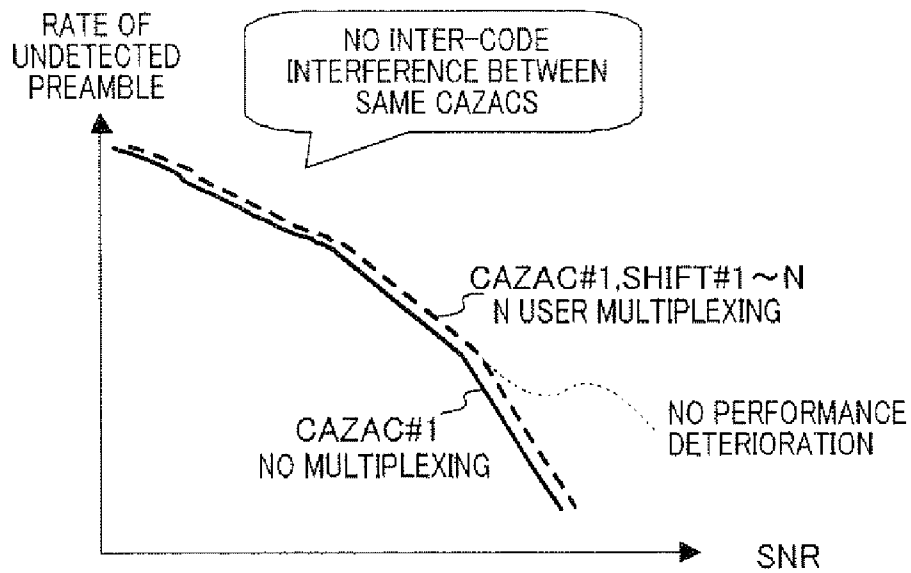 RATE OF
UNDETECTED
PREAMBLE
NO INTER-CODE
INTERFERENCE BETWEEN
SAME CAZACS
CAZAC#1,SHIFT#1~N
N USER MULTIPLEXING
NO PERFORMANCE
DETERIORATION
CAZAC#1
NO MULTIPLEXING
SNR